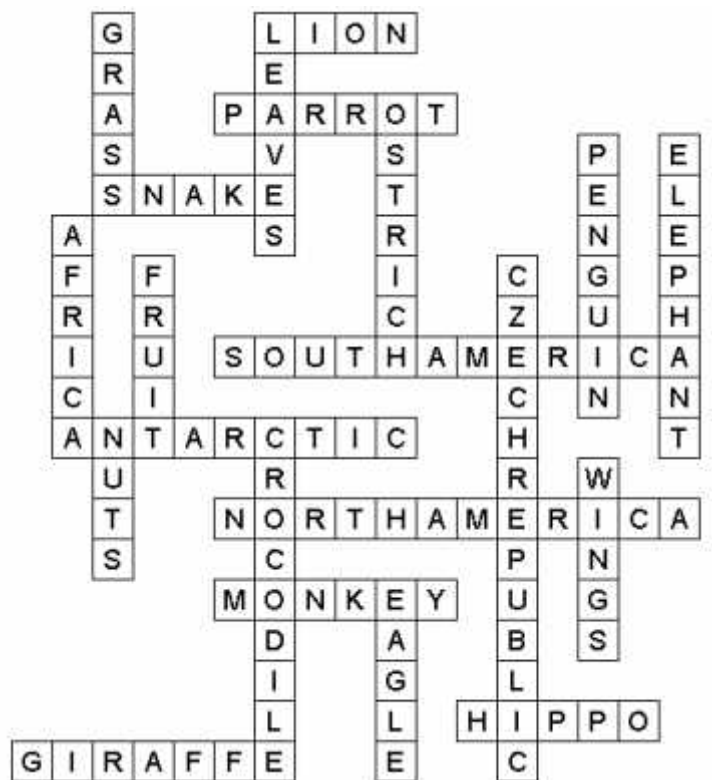 GRASS
LEAVES
LION
PARROT
OSTRICH
PENGUIN
ELEPHANT
SNAKE
AFRICA
FRUIT
CZECHREPUBLIC
SOUTHAMERICA
ANTARCTIC
NUTS
CROCODILE
WINGS
NORTHAMERICA
MONKEY
EAGLE
HIPPO
GIRAFFE